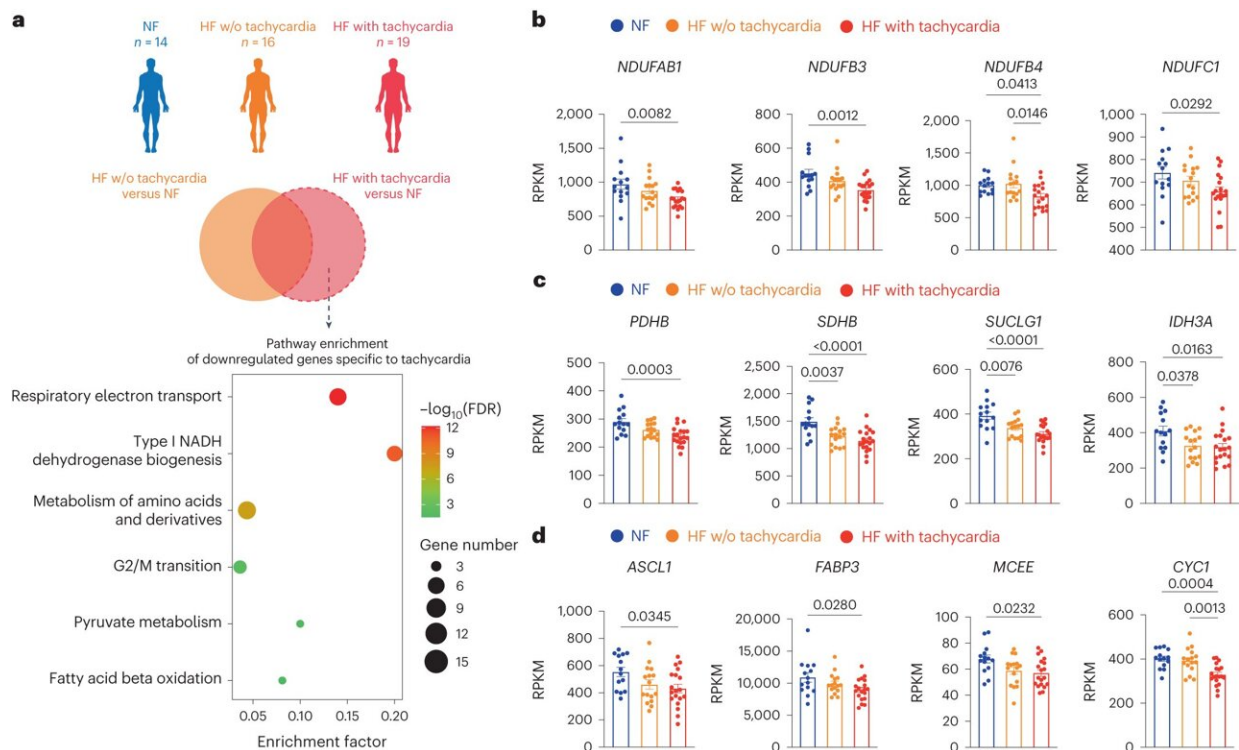 a
NF
n = 14
HF w/o tachycardia
n = 16
HF with tachycardia
n = 19
HF w/o tachycardia
versus NF
HF with tachycardia
versus NF
Pathway enrichment
of downregulated genes specific to tachycardia
Respiratory electron transport
Type I NADH
dehydrogenase biogenesis
Metabolism of amino acids
and derivatives
G2/M transition
Pyruvate metabolism
Fatty acid beta oxidation
0.05 0.10 0.15 0.20
Enrichment factor
–log10(FDR)
12
9
6
3
Gene number
3
6
9
12
15
b
NF HF w/o tachycardia HF with tachycardia
NDUFAB1
0.0082
RPKM
2,000
1,500
1,000
500
0
NDUFB3
0.0012
RPKM
800
600
400
200
0
NDUFB4
0.0413
0.0146
RPKM
2,000
1,500
1,000
500
0
NDUFC1
0.0292
RPKM
1,000
900
800
700
600
500
400
c
NF HF w/o tachycardia HF with tachycardia
PDHB
0.0003
RPKM
500
400
300
200
100
0
SDHB
<0.0001
0.0037
RPKM
2,500
2,000
1,500
1,000
500
0
SUCLG1
<0.0001
0.0076
RPKM
600
400
200
0
IDH3A
0.0163
0.0378
RPKM
800
600
400
200
0
d
NF HF w/o tachycardia HF with tachycardia
ASCL1
0.0345
RPKM
1,000
800
600
400
200
0
FABP3
0.0280
RPKM
20,000
15,000
10,000
5,000
0
MCEE
0.0232
RPKM
100
80
60
40
20
0
CYC1
0.0004
0.0013
RPKM
600
400
200
0